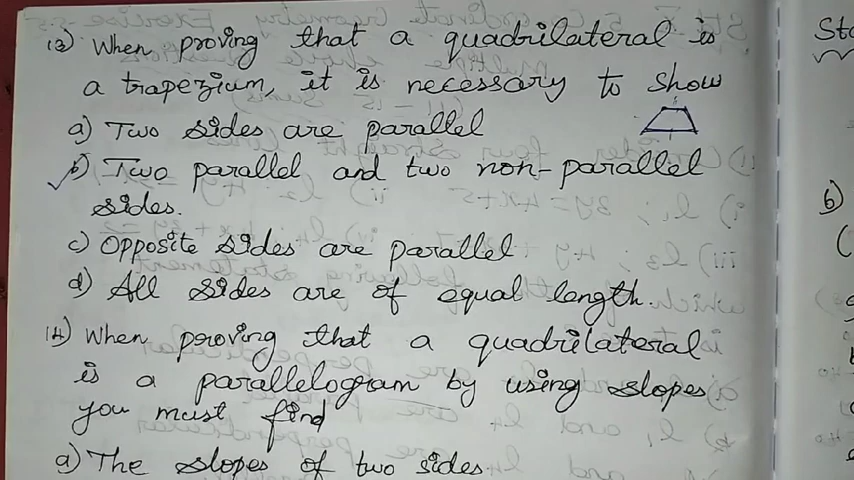 13) When proving that a quadrilateral is
a trapezium, it is necessary to show
a) Two sides are parallel
b) Two parallel and two non-parallel
sides.
c) Opposite sides are parallel
d) All sides are of equal length.
14) When proving that a quadrilateral
is a parallelogram by using slopes
you must find
a) The slopes of two sides
Sto
6)
(